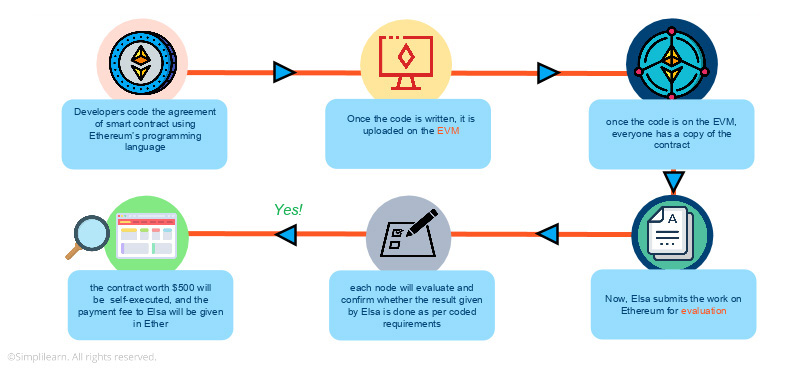 Developers code the agreement
of smart contract using
Ethereum's programming
language
Once the code is written, it is
uploaded on the EVM
once the code is on the EVM,
everyone has a copy of the
contract
A
Now, Elsa submits the work on
Ethereum for evaluation
each node will evaluate and
confirm whether the result given
by Elsa is done as per coded
requirements
Yes!
the contract worth $500 will
be self-executed, and the
payment fee to Elsa will be given
in Ether
©Simplilearn. All rights reserved.